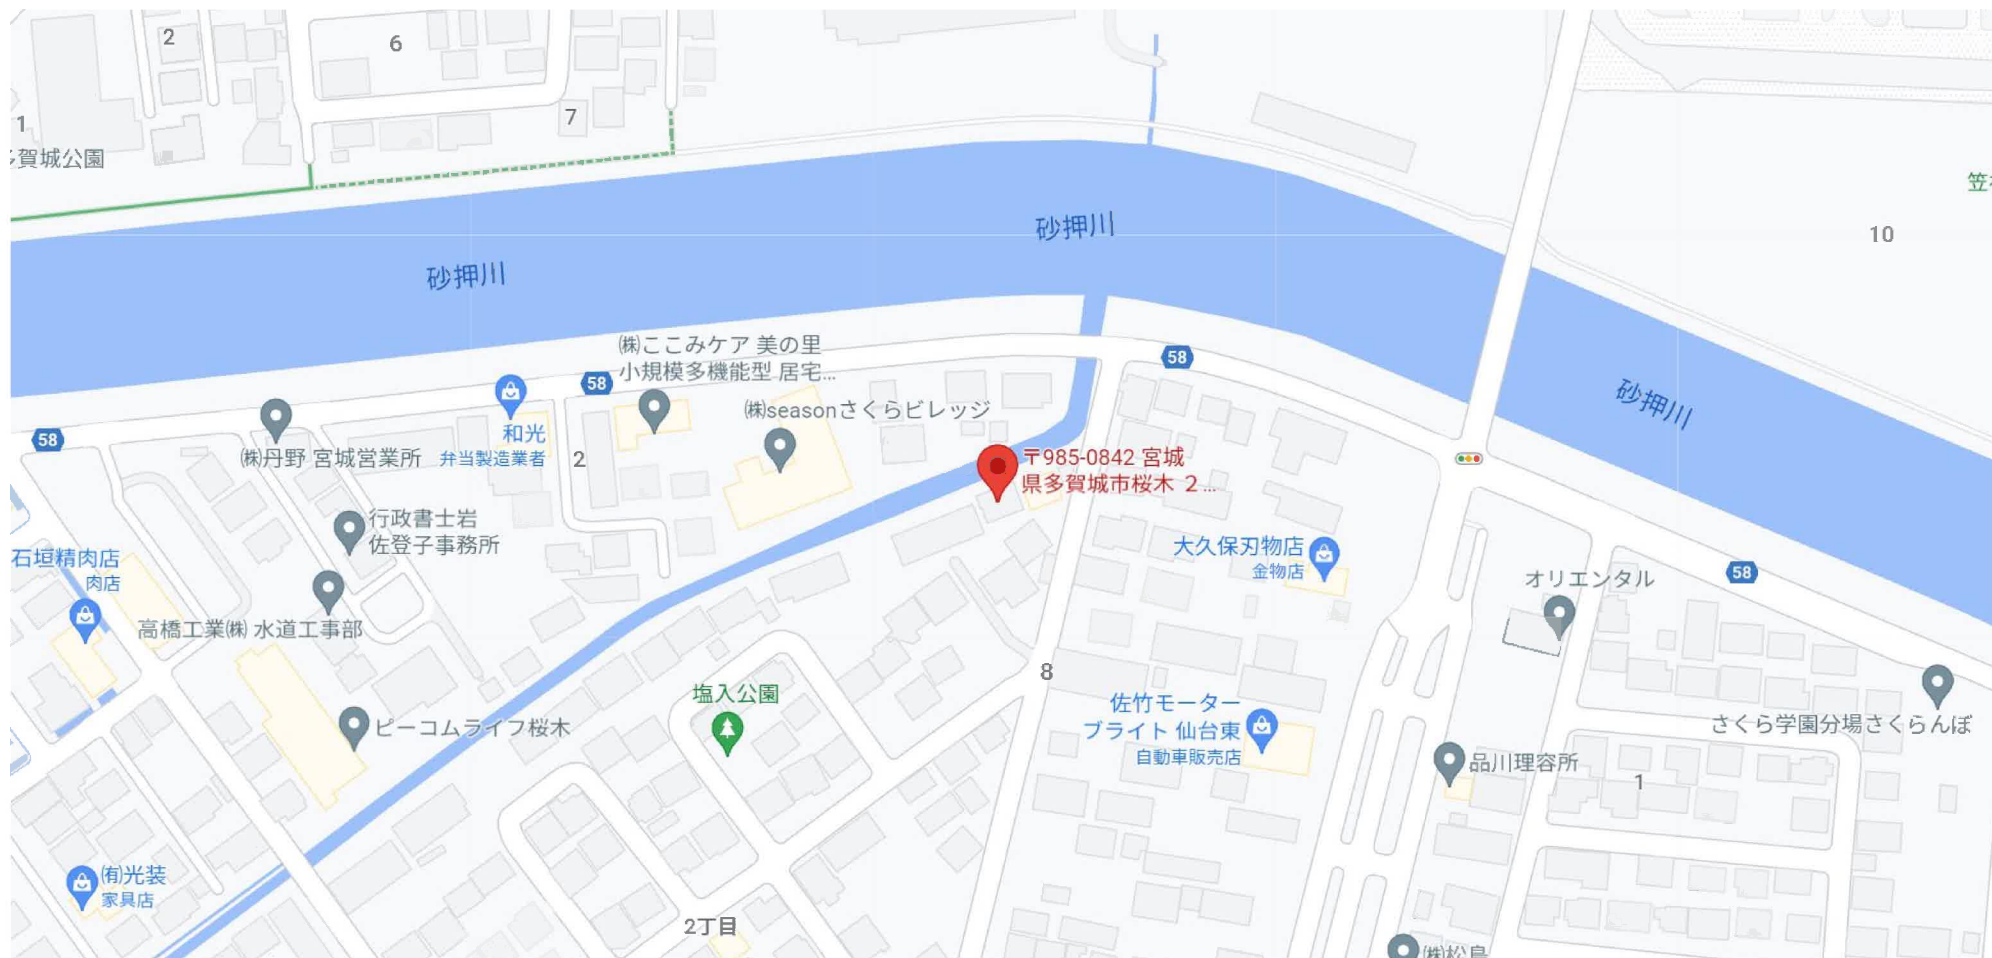 2
6
7
1
賀城公園
砂押川
10
砂押川
㈱ここみケア 美の里
小規模多機能型 居宅...
58
58
㈱seasonさくらビレッジ
砂押川
和光
弁当製造業者
58
㈱丹野 宮城営業所
2
〒985-0842 宮城
県多賀城市桜木 2...
行政書士岩
佐登子事務所
石垣精肉店
肉店
大久保刃物店
金物店
58
オリエンタル
高橋工業㈱ 水道工事部
8
塩入公園
佐竹モーター
ブライト 仙台東
自動車販売店
ピーコムライフ桜木
さくら学園分場さくらんぼ
品川理容所
1
㈲光装
家具店
2丁目
㈱松島